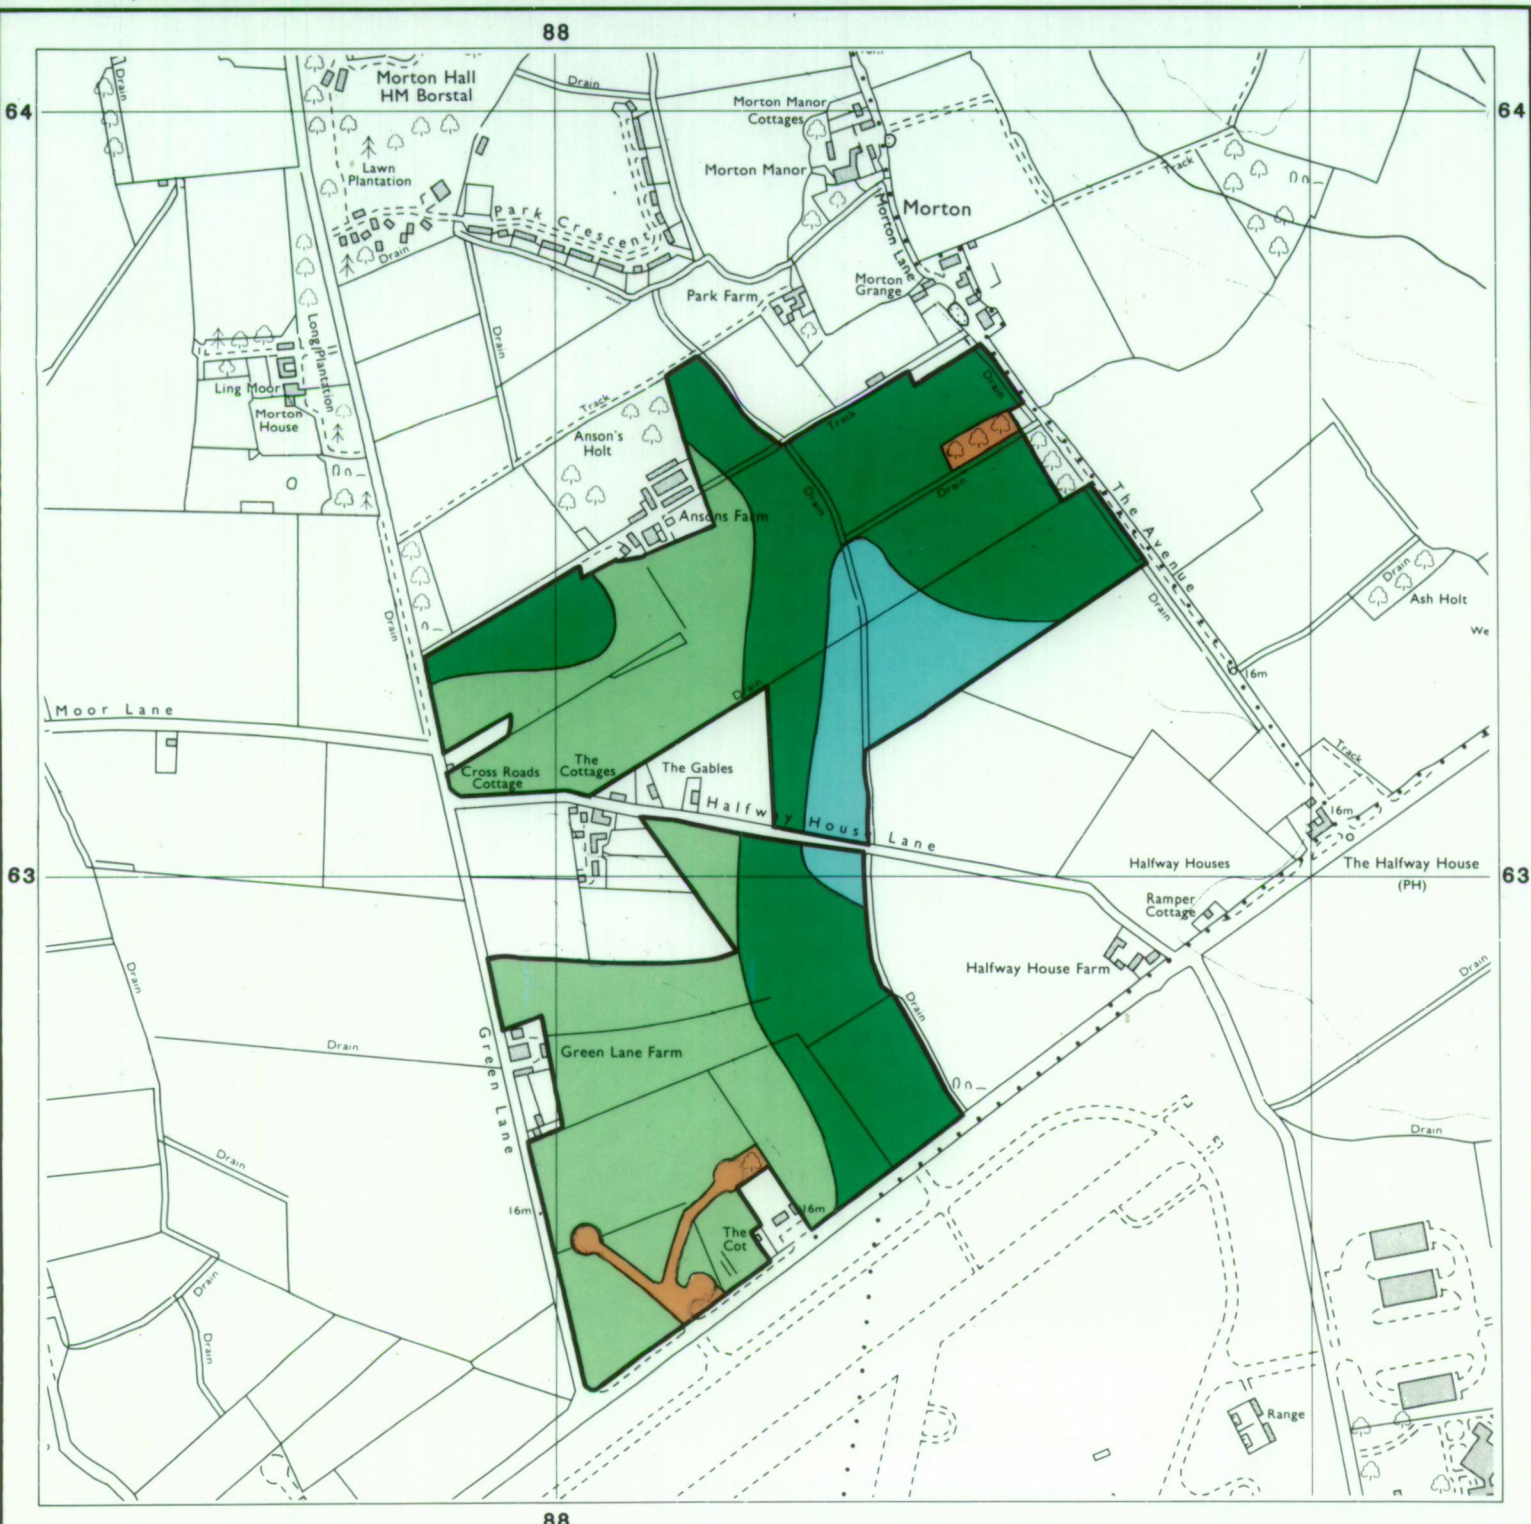 88
64
64
Drain
Morton Hall
HM Borstal
Drain
Morton Manor
Cottages
Lawn
Plantation
Morton Manor
Track
Park Crescent
Morton
Morton Lane
Drain
Morton
Grange
Park Farm
Long Plantation
Drain
Ling Moor
Morton
House
Track
Drain
Track
Anson's
Holt
Drain
Drain
Ansons Farm
The Avenue
Drain
Drain
Ash Holt
Drain
We
16m
Drain
Moor Lane
Track
The
Cottages
The Gables
Cross Roads
Cottage
Halfway House Lane
16m
63
63
Halfway Houses
The Halfway House
(PH)
Ramper
Cottage
Drain
Halfway House Farm
Drain
Drain
Green Lane
Drain
Green Lane Farm
Drain
Drain
16m
16m
The
Cot
Drain
Drain
Range
88